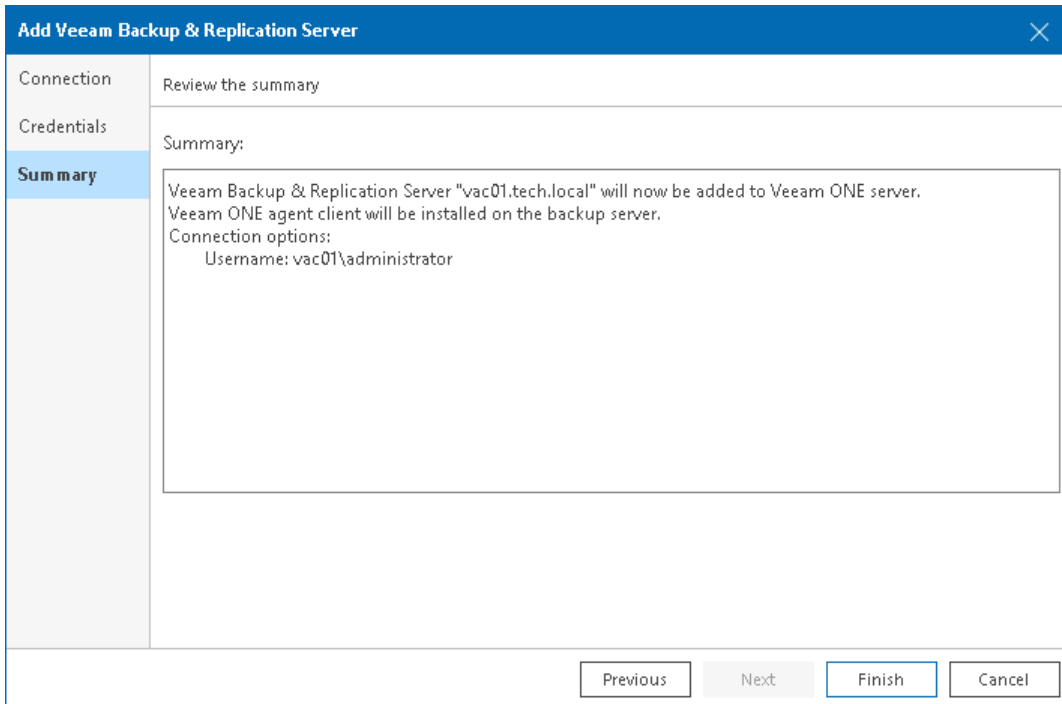 Add Veeam Backup & Replication Server
Connection
Review the summary
Credentials
Summary:
Summary
Veeam Backup & Replication Server "vac01.tech.local" will now be added to Veeam ONE server.
Veeam ONE agent client will be installed on the backup server.
Connection options:
Username: vac01\administrator
Previous
Next
Finish
Cancel